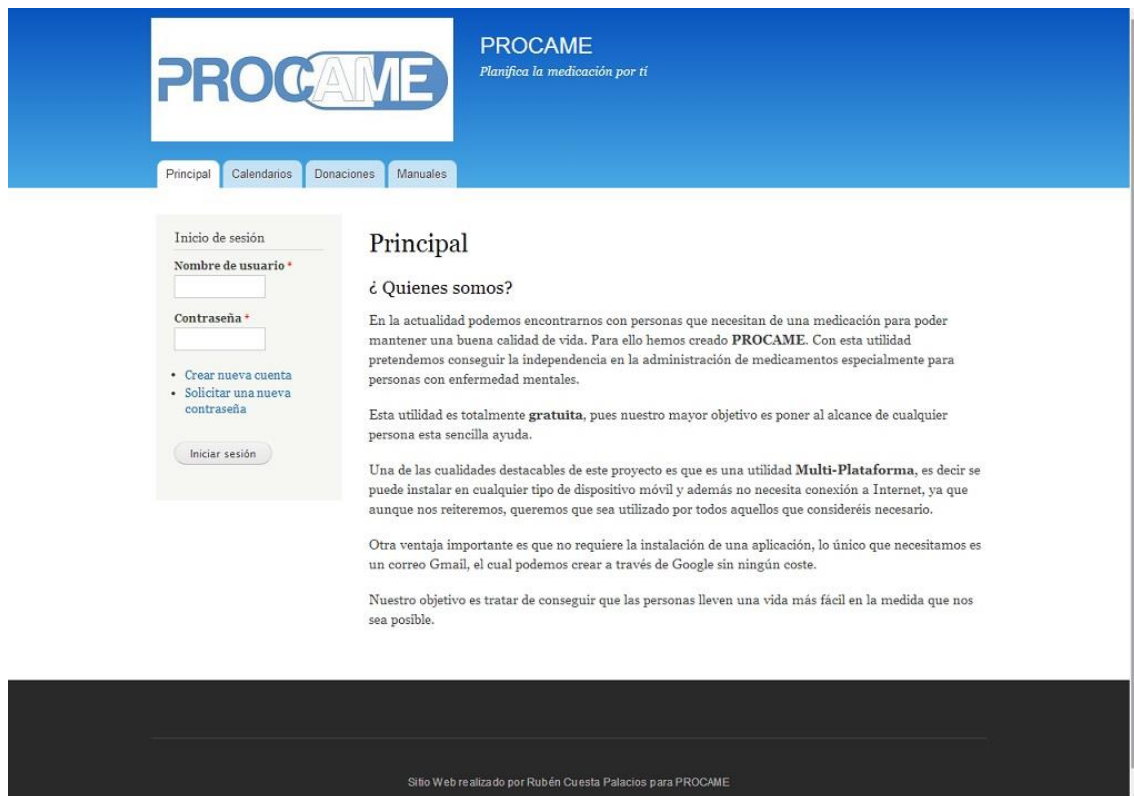 PROCAME
PROCAME
Planifica la medicación por tí
Principal Calendarios Donaciones Manuales
Inicio de sesión
Nombre de usuario *
Contraseña *
• Crear nueva cuenta
• Solicitar una nueva
contraseña
Iniciar sesión
Principal
¿ Quienes somos?
En la actualidad podemos encontrarnos con personas que necesitan de una medicación para poder
mantener una buena calidad de vida. Para ello hemos creado PROCAME. Con esta utilidad
pretendemos conseguir la independencia en la administración de medicamentos especialmente para
personas con enfermedad mentales.
Esta utilidad es totalmente gratuita, pues nuestro mayor objetivo es poner al alcance de cualquier
persona esta sencilla ayuda.
Una de las cualidades destacables de este proyecto es que es una utilidad Multi-Plataforma, es decir se
puede instalar en cualquier tipo de dispositivo móvil y además no necesita conexión a Internet, ya que
aunque nos reiteremos, queremos que sea utilizado por todos aquellos que consideréis necesario.
Otra ventaja importante es que no requiere la instalación de una aplicación, lo único que necesitamos es
un correo Gmail, el cual podemos crear a través de Google sin ningún coste.
Nuestro objetivo es tratar de conseguir que las personas lleven una vida más fácil en la medida que nos
sea posible.
Sitio Web realizado por Rubén Cuesta Palacios para PROCAME